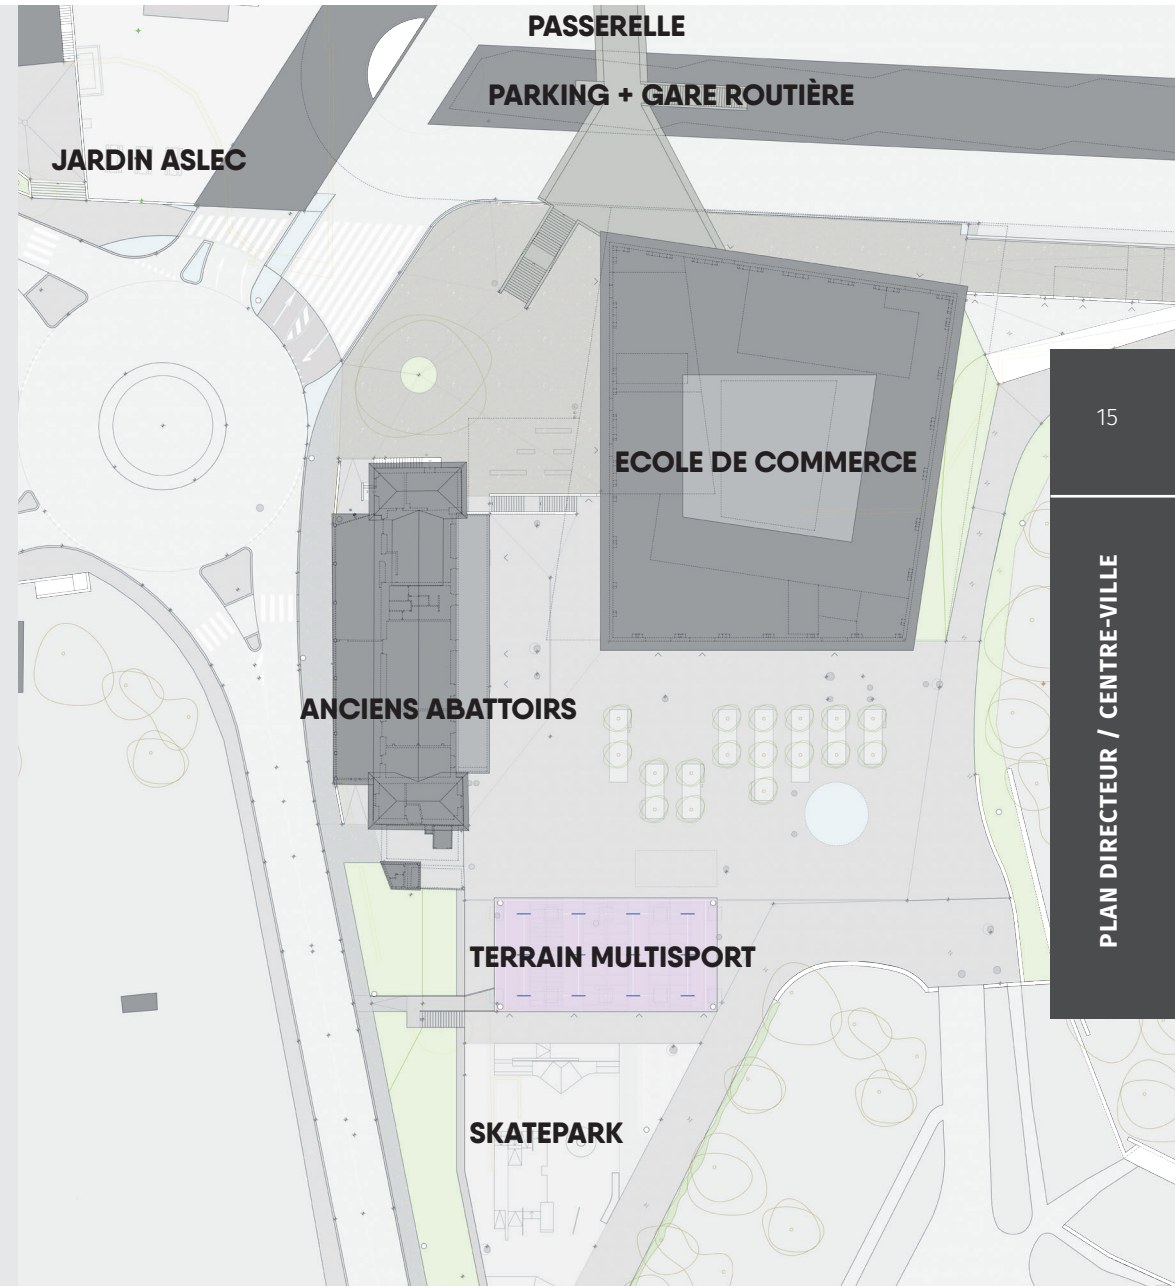 PASSERELLE
PARKING + GARE ROUTIÈRE
JARDIN ASLEC
15
ECOLE DE COMMERCE
PLAN DIRECTEUR / CENTRE-VILLE
ANCIENS ABATTOIRS
TERRAIN MULTISPORT
SKATEPARK